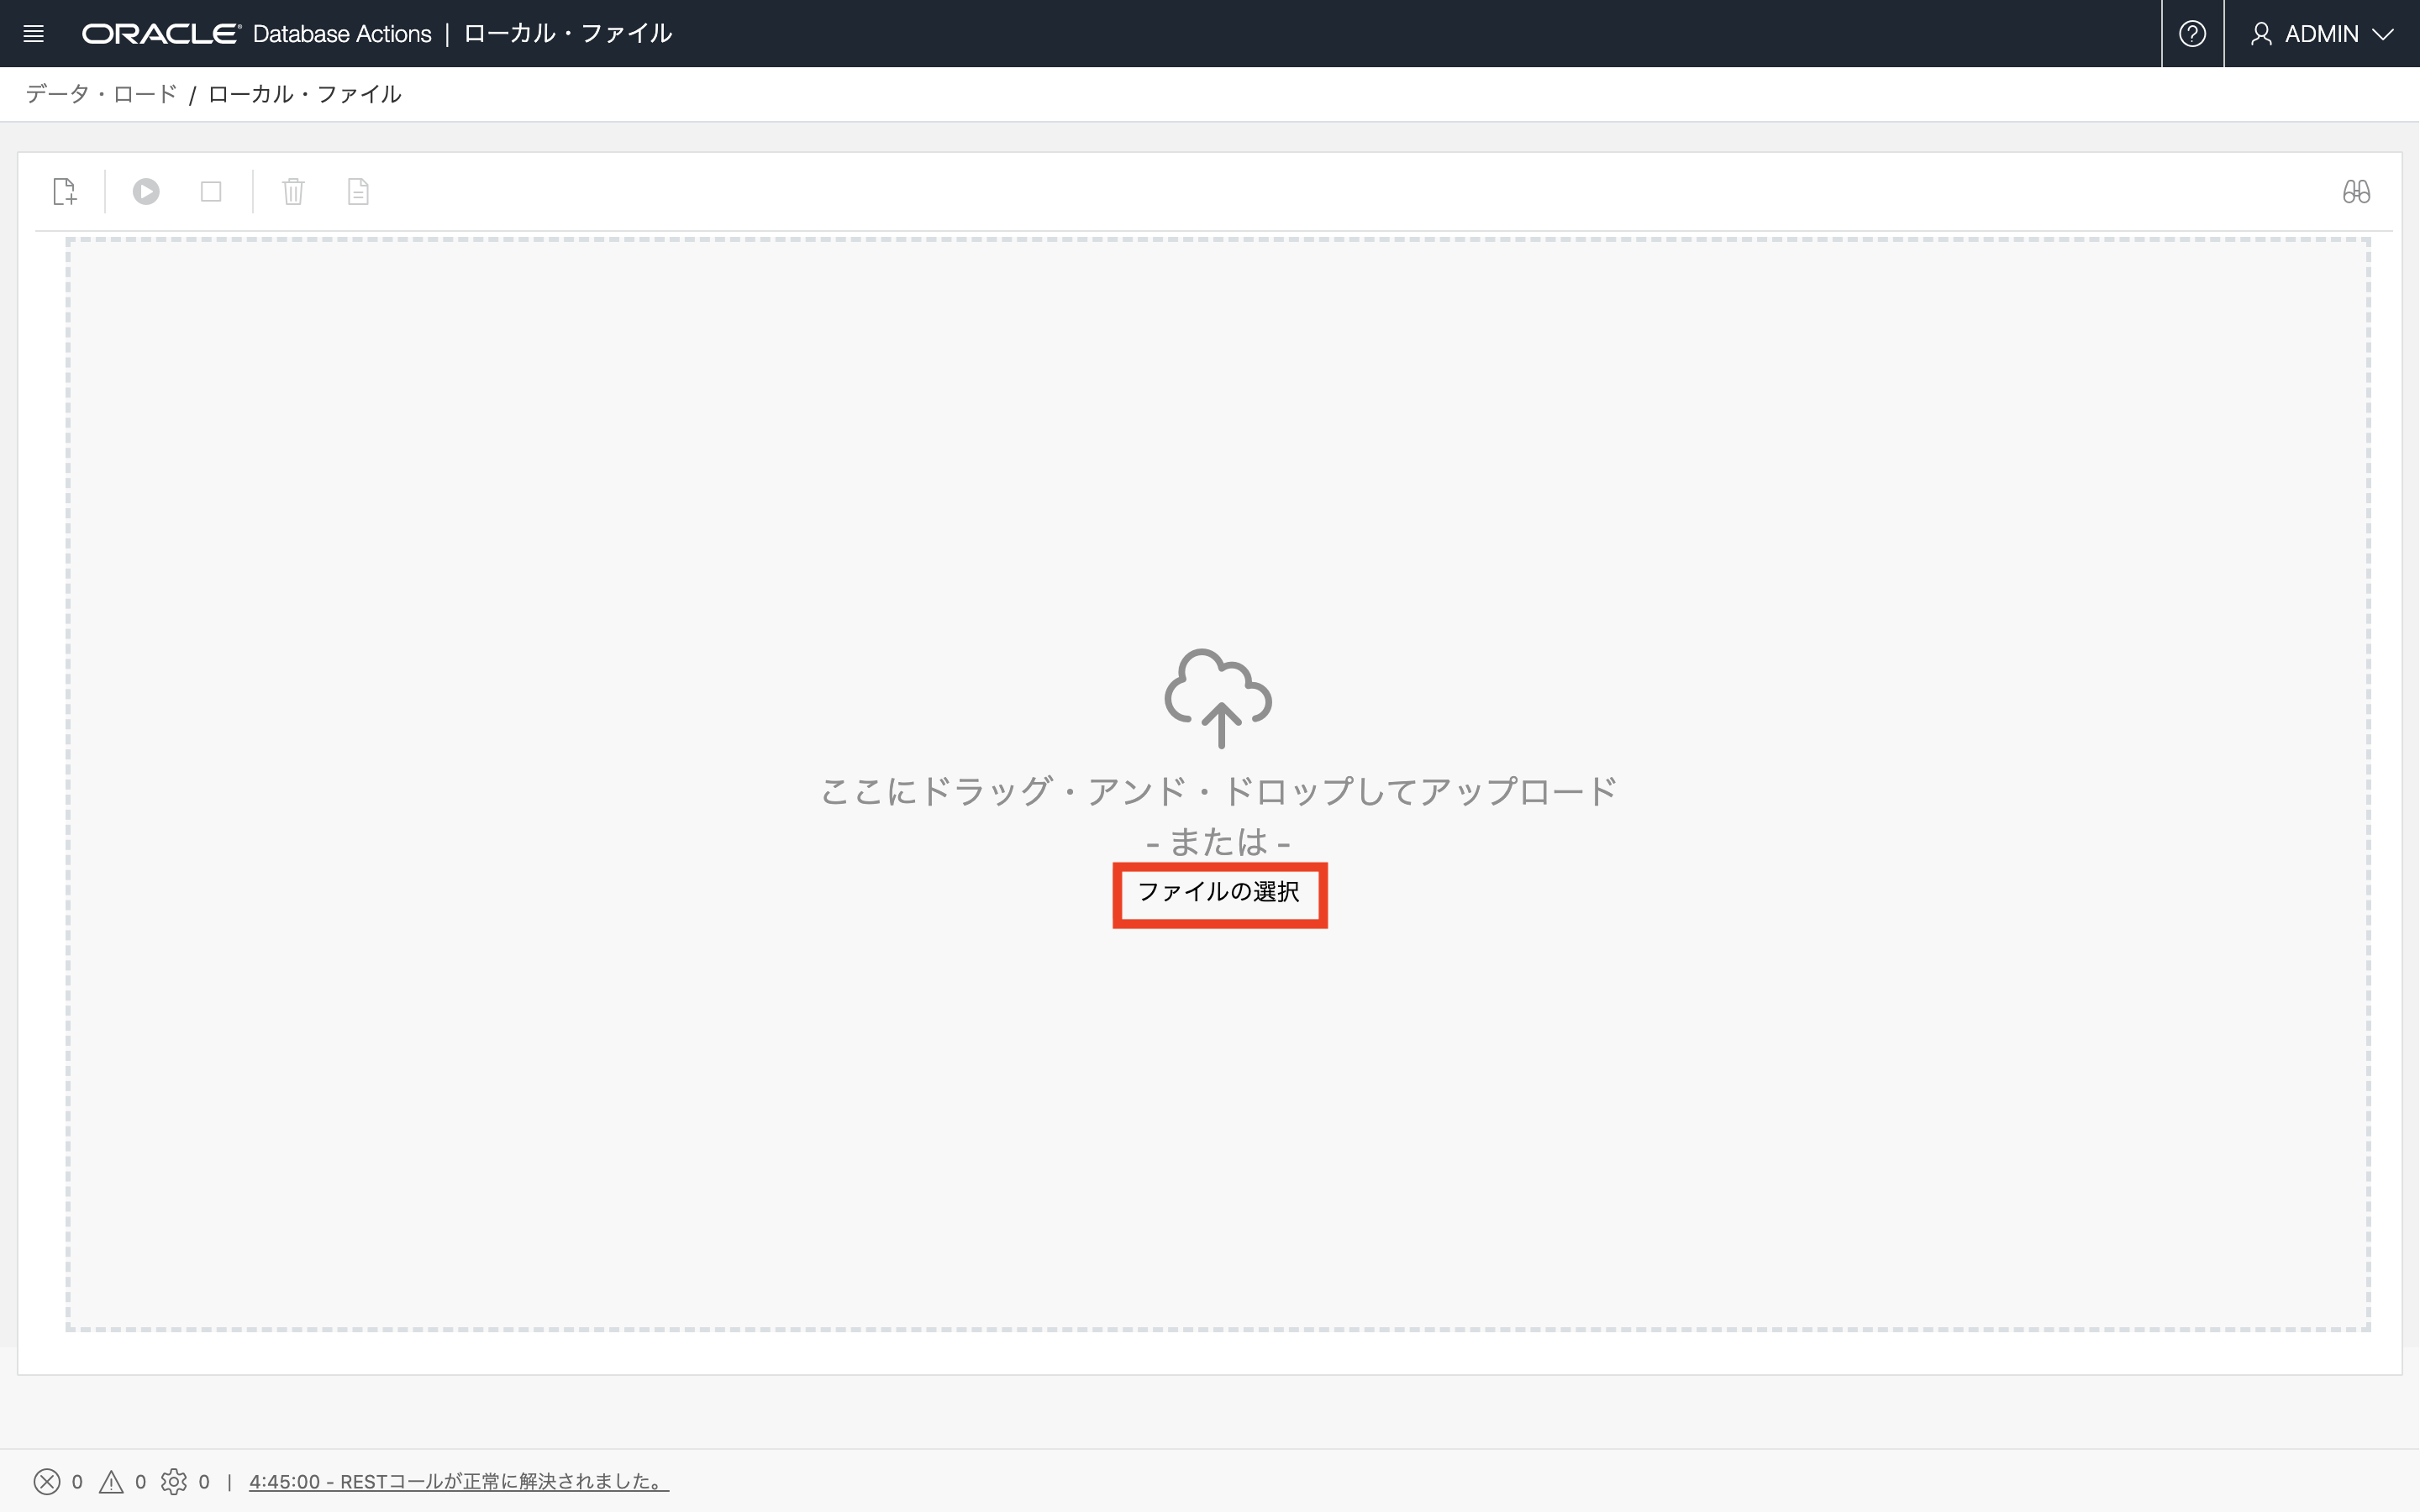 ORACLE® Database Actions | ローカル・ファイル ADMIN
データ・ロード / ローカル・ファイル
ここにドラッグ・アンド・ドロップしてアップロード
- または -
ファイルの選択
0 0 0 | 4:45:00 - RESTコールが正常に解決されました。